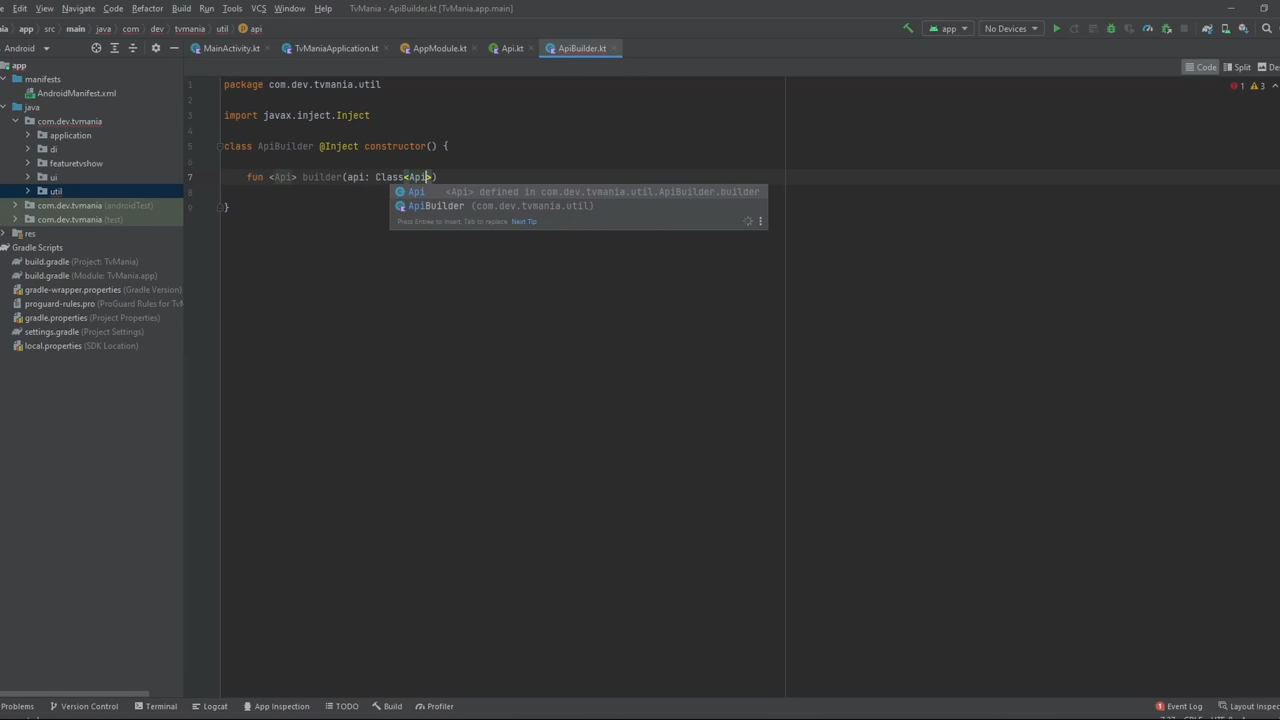 Edit View Navigate Code Refactor Build Run Tools VCS Window Help TvMania - ApiBuilder.kt [TvMania.app.main]
app src main java com dev tvmania util api app No Devices
Android MainActivity.kt TvManiaApplication.kt AppModule.kt Api.kt ApiBuilder.kt
Code Split
1 3
app
manifests
AndroidManifest.xml
java
com.dev.tvmania
application
di
featuretvshow
ui
util
com.dev.tvmania (androidTest)
com.dev.tvmania (test)
res
Gradle Scripts
build.gradle (Project: TvMania)
build.gradle (Module: TvMania.app)
gradle-wrapper.properties (Gradle Version)
proguard-rules.pro (ProGuard Rules for TvM
gradle.properties (Project Properties)
settings.gradle (Project Settings)
local.properties (SDK Location)
1 package com.dev.tvmania.util
2
3 import javax.inject.Inject
4
5 class ApiBuilder @Inject constructor() {
6
7 fun <Api> builder(api: Class<Api>)
8
9 }
Api <Api> defined in com.dev.tvmania.util.ApiBuilder.builder
ApiBuilder (com.dev.tvmania.util)
Press Entrée to insert, Tab to replace Next Tip
Problems Version Control Terminal Logcat App Inspection TODO Build Profiler Event Log Layout Inspec